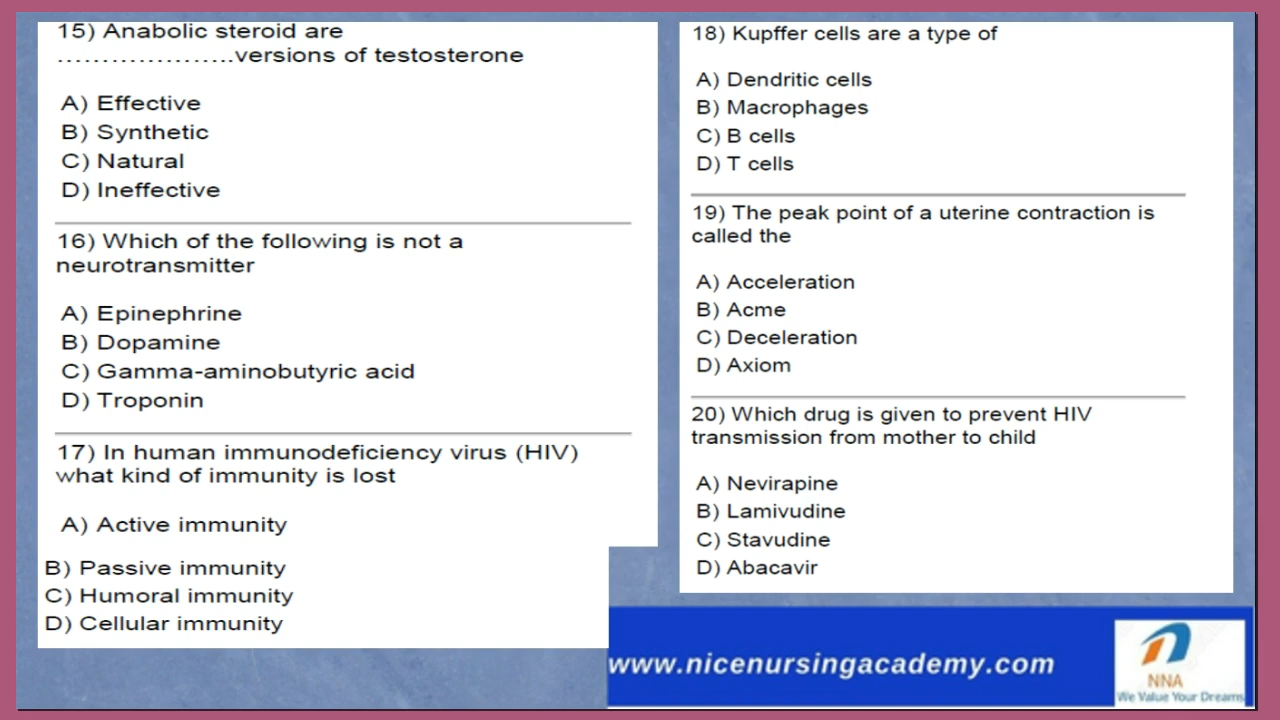 15) Anabolic steroid are
………………..versions of testosterone
A) Effective
B) Synthetic
C) Natural
D) Ineffective
16) Which of the following is not a
neurotransmitter
A) Epinephrine
B) Dopamine
C) Gamma-aminobutyric acid
D) Troponin
17) In human immunodeficiency virus (HIV)
what kind of immunity is lost
A) Active immunity
B) Passive immunity
C) Humoral immunity
D) Cellular immunity
18) Kupffer cells are a type of
A) Dendritic cells
B) Macrophages
C) B cells
D) T cells
19) The peak point of a uterine contraction is
called the
A) Acceleration
B) Acme
C) Deceleration
D) Axiom
20) Which drug is given to prevent HIV
transmission from mother to child
A) Nevirapine
B) Lamivudine
C) Stavudine
D) Abacavir
www.nicenursingacademy.com
NNA
We Value Your Dreams